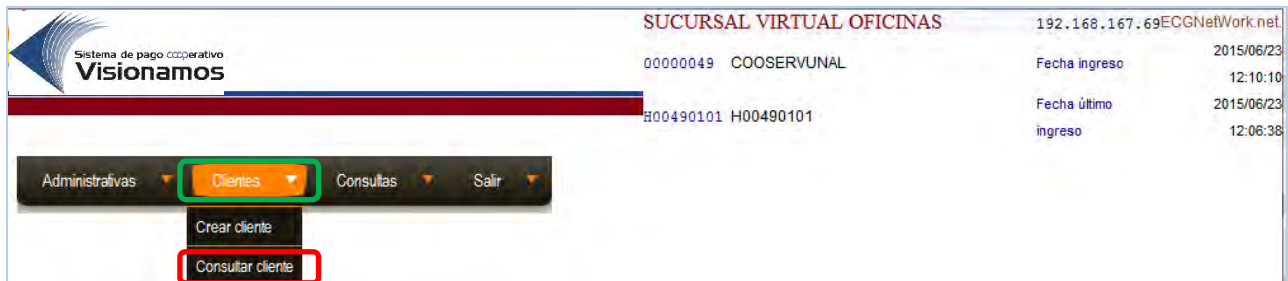 Sistema de pago cooperativo
Visionamos
SUCURSAL VIRTUAL OFICINAS
192.168.167.69ECGNetWork.net.
00000049 COOSERVUNAL
Fecha ingreso
2015/06/23
12:10:10
H00490101 H00490101
Fecha último
ingreso
2015/06/23
12:06:38
Administrativas
Clientes
Consultas
Salir
Crear cliente
Consultar cliente